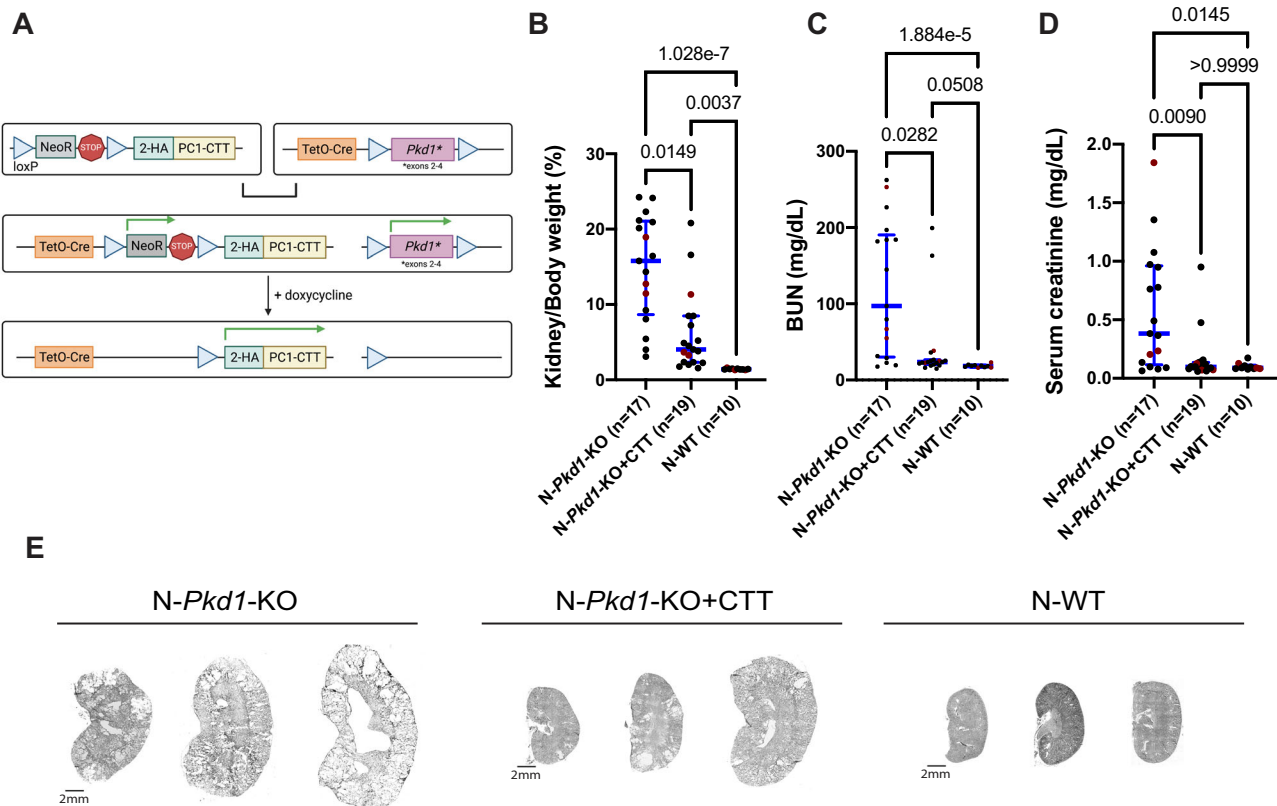 A
NeoR
STOP
2-HA
PC1-CTT
loxP
TetO-Cre
Pkd1*
*exons 2-4
TetO-Cre
NeoR
STOP
2-HA
PC1-CTT
Pkd1*
*exons 2-4
+ doxycycline
TetO-Cre
2-HA
PC1-CTT
B
1.028e-7
0.0037
0.0149
Kidney/Body weight (%)
30
20
10
0
N-Pkd1-KO (n=17)
N-Pkd1-KO+CTT (n=19)
N-WT (n=10)
C
1.884e-5
0.0508
0.0282
BUN (mg/dL)
300
200
100
0
N-Pkd1-KO (n=17)
N-Pkd1-KO+CTT (n=19)
N-WT (n=10)
D
0.0145
>0.9999
0.0090
Serum creatinine (mg/dL)
2.0
1.5
1.0
0.5
0.0
N-Pkd1-KO (n=17)
N-Pkd1-KO+CTT (n=19)
N-WT (n=10)
E
N-Pkd1-KO
N-Pkd1-KO+CTT
N-WT
2mm
2mm
2mm